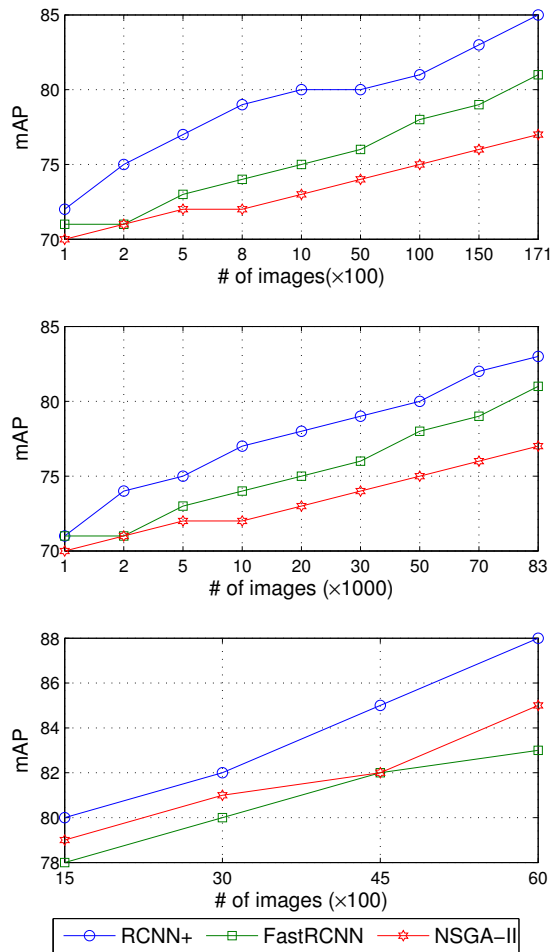 85
80
75
70
mAP
1 2 5 8 10 50 100 150 171
# of images(×100)
85
80
75
70
mAP
1 2 5 10 20 30 50 70 83
# of images (×1000)
88
86
84
82
80
78
mAP
15 30 45 60
# of images (×100)
RCNN+ FastRCNN NSGA−II